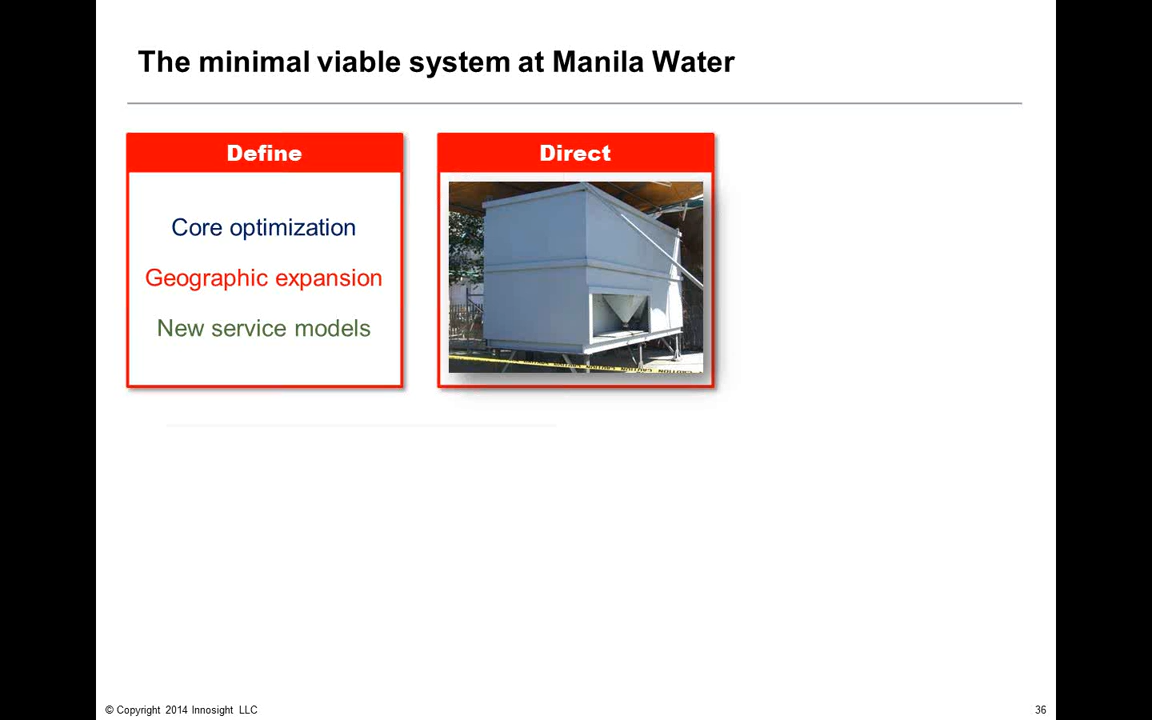 The minimal viable system at Manila Water
Define
Core optimization
Geographic expansion
New service models
Direct
© Copyright 2014 Innosight LLC
36